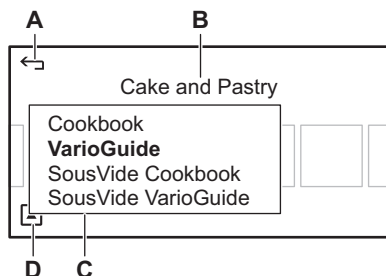 A B
Cake and Pastry
Cookbook
VarioGuide
SousVide Cookbook
SousVide VarioGuide
D C